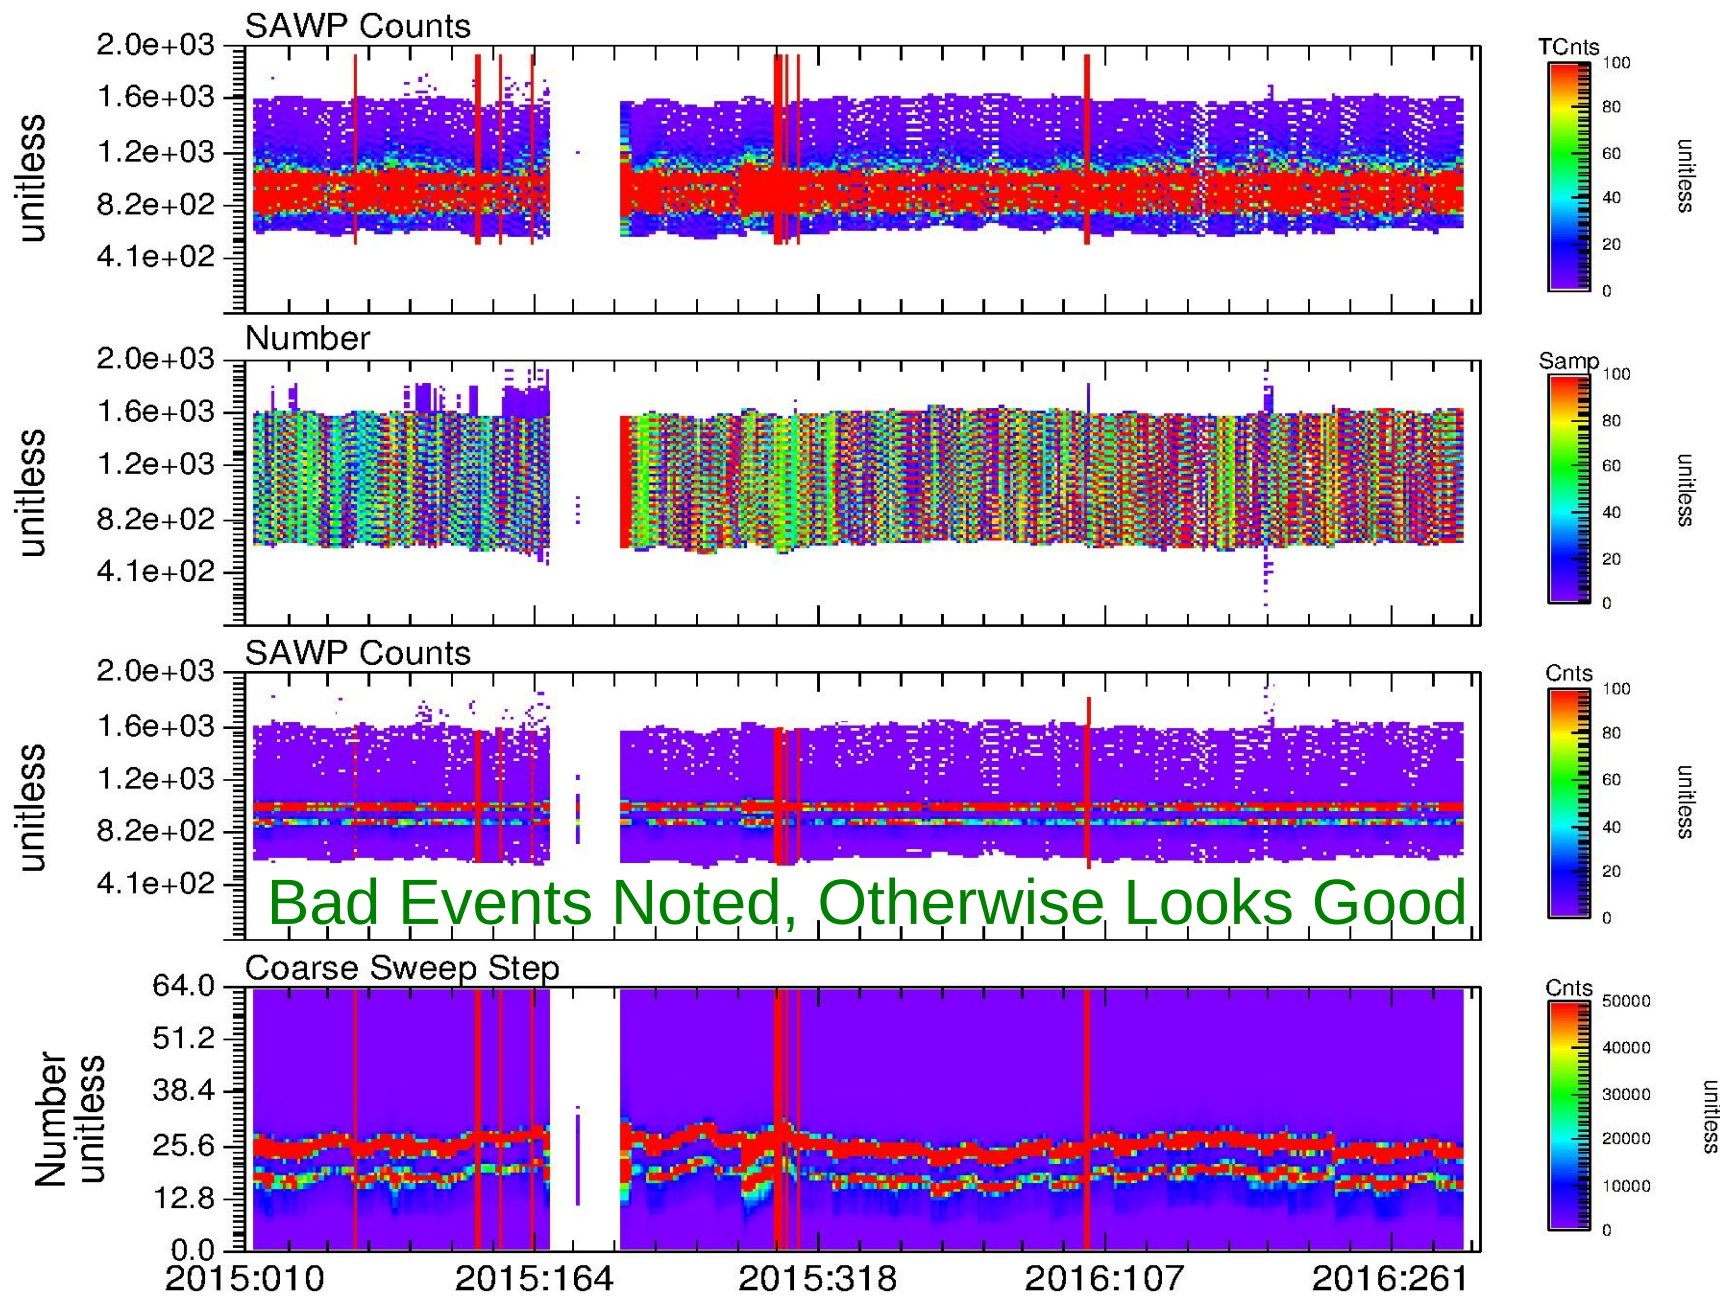 SAWP Counts
2.0e+03
1.6e+03
1.2e+03
8.2e+02
4.1e+02
unitless
TCnts
100
80
60
40
20
0
unitless
Number
2.0e+03
1.6e+03
1.2e+03
8.2e+02
4.1e+02
unitless
Samp
100
80
60
40
20
0
unitless
SAWP Counts
2.0e+03
1.6e+03
1.2e+03
8.2e+02
4.1e+02
unitless
Bad Events Noted, Otherwise Looks Good
Cnts
100
80
60
40
20
0
unitless
Coarse Sweep Step
64.0
51.2
38.4
25.6
12.8
0.0
Number
unitless
Cnts
50000
40000
30000
20000
10000
0
unitless
2015:010 2015:164 2015:318 2016:107 2016:261